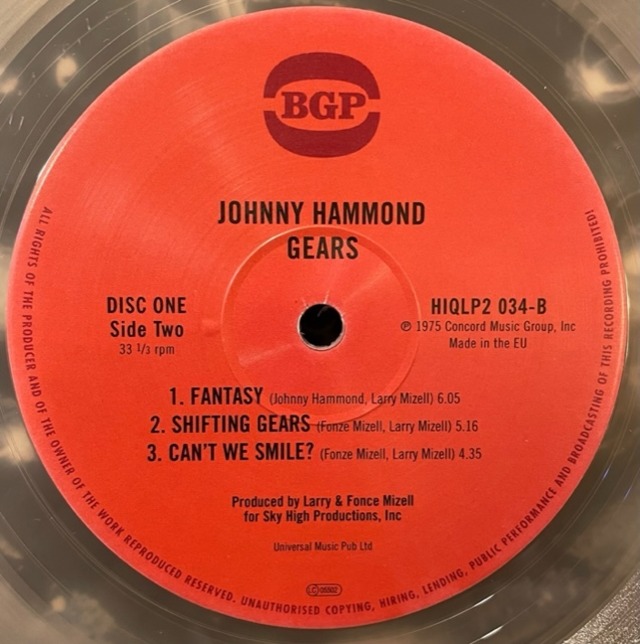 BGP
JOHNNY HAMMOND
GEARS
DISC ONE
Side Two
33 1/3 rpm
HIQLP2 034-B
℗ 1975 Concord Music Group, Inc
Made in the EU
1. FANTASY (Johnny Hammond, Larry Mizell) 6.05
2. SHIFTING GEARS (Fonze Mizell, Larry Mizell) 5.16
3. CAN'T WE SMILE? (Fonze Mizell, Larry Mizell) 4.35
Produced by Larry & Fonce Mizell
for Sky High Productions, Inc
Universal Music Pub Ltd
LC 05502
ALL RIGHTS OF THE PRODUCER AND OF THE OWNER OF THE WORK REPRODUCED RESERVED. UNAUTHORISED COPYING, HIRING, LENDING, PUBLIC PERFORMANCE AND BROADCASTING OF THIS RECORDING PROHIBITED!